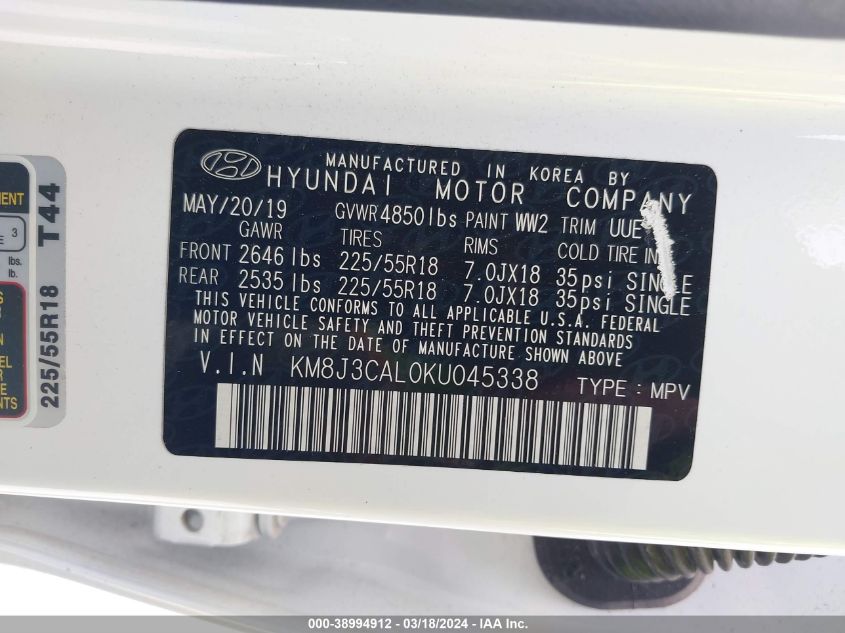 MANUFACTURED IN KOREA BY
HYUNDAI MOTOR COMPANY
MAY/20/19 GVWR 4850 lbs PAINT WW2 TRIM UUE
GAWR TIRES RIMS COLD TIRE IN
FRONT 2646 lbs 225/55R18 7.0JX18 35psi SINGLE
REAR 2535 lbs 225/55R18 7.0JX18 35psi SINGLE
THIS VEHICLE CONFORMS TO ALL APPLICABLE U.S.A. FEDERAL
MOTOR VEHICLE SAFETY AND THEFT PREVENTION STANDARDS
IN EFFECT ON THE DATE OF MANUFACTURE SHOWN ABOVE
V.I.N KM8J3CAL0KU045338 TYPE : MPV
225/55R18 T44
3
lbs.
lb.
000-38994912 - 03/18/2024 - IAA Inc.